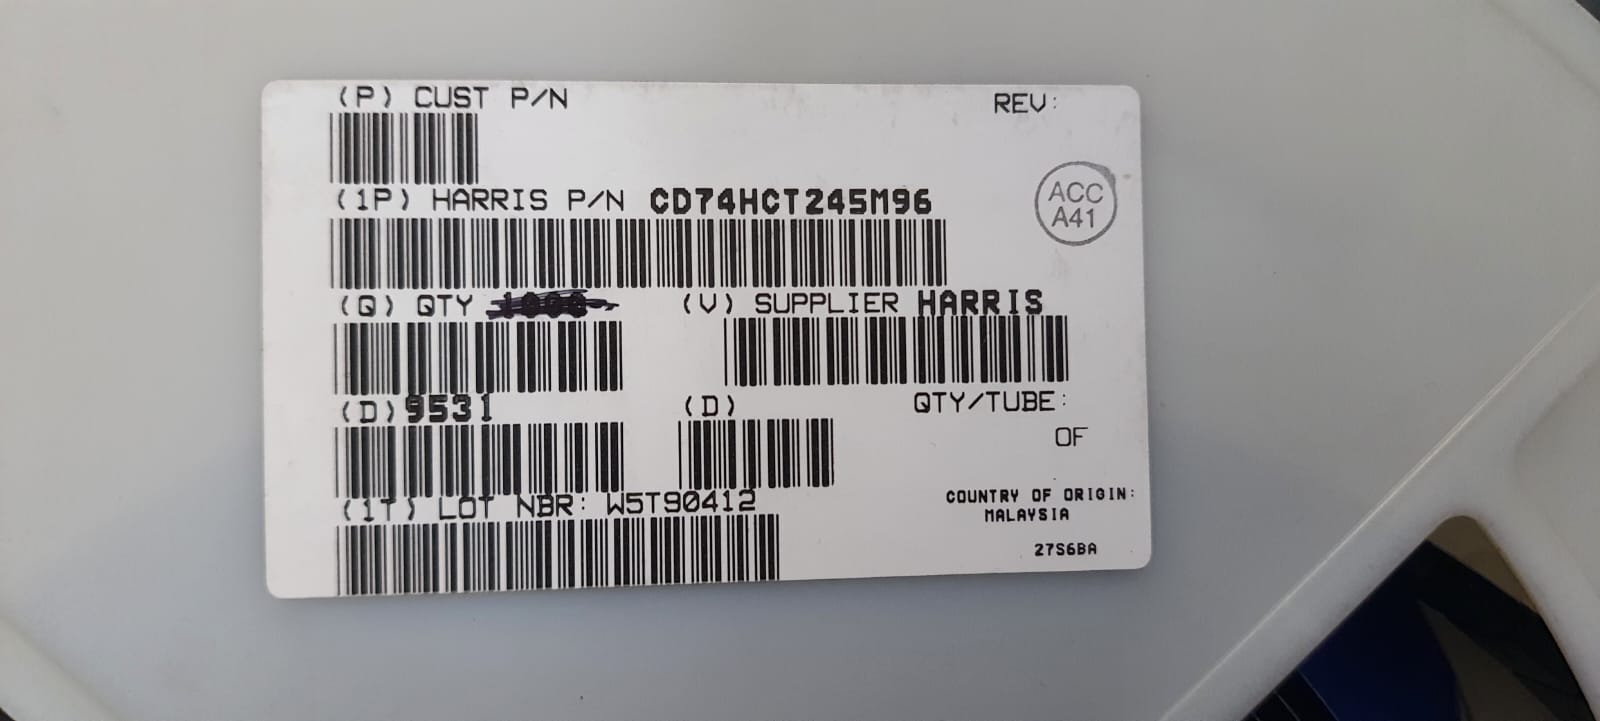 (P) CUST P/N
REV:
(1P) HARRIS P/N CD74HCT245M96
ACC
A41
(Q) QTY 1000
(V) SUPPLIER HARRIS
(D) 9531
(D)
QTY/TUBE:
OF
(1T) LOT NBR: W5T90412
COUNTRY OF ORIGIN:
MALAYSIA
27S6BA